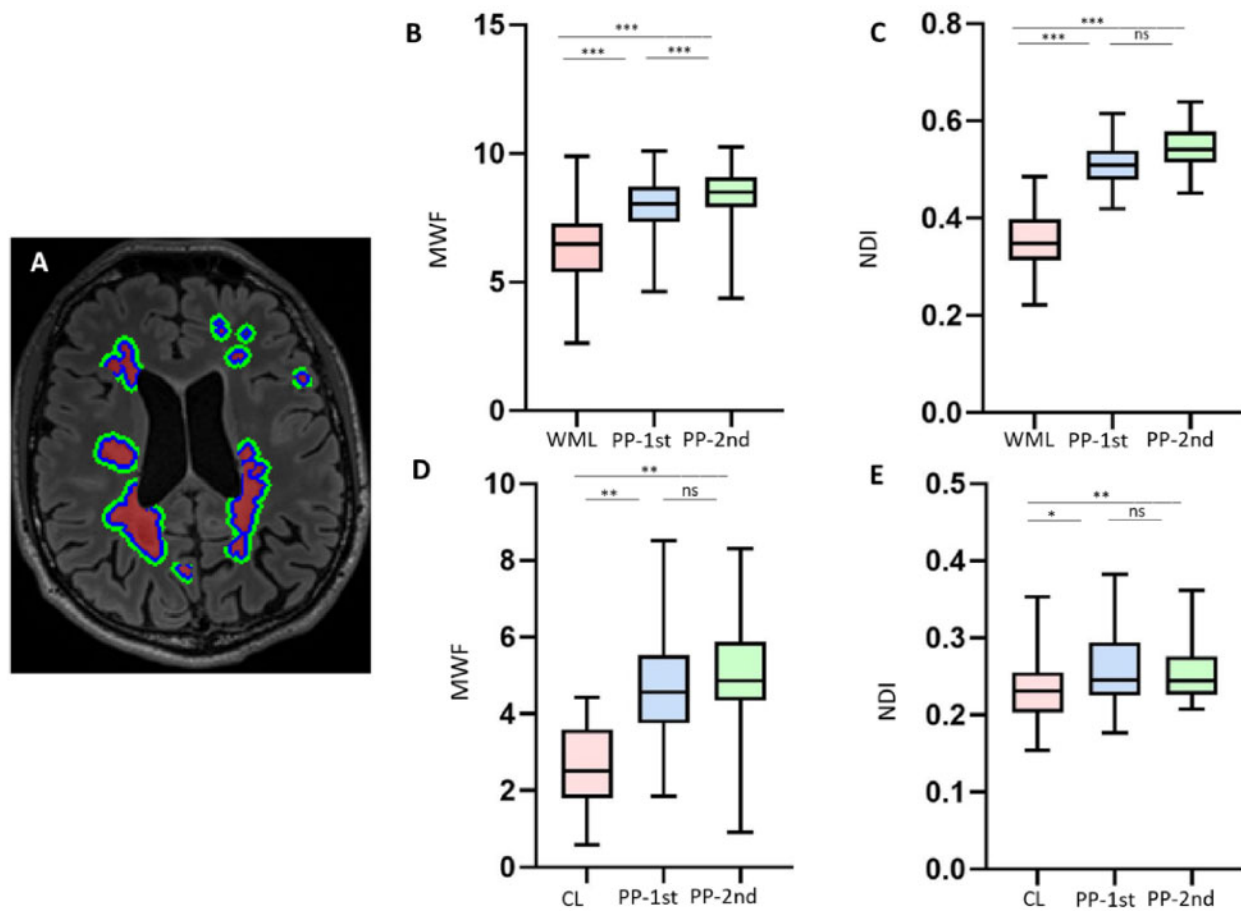 A
B
***
***
***
MWF
15
10
5
0
WML PP-1st PP-2nd
C
***
***
ns
NDI
0.8
0.6
0.4
0.2
0.0
WML PP-1st PP-2nd
D
**
**
ns
MWF
10
8
6
4
2
0
CL PP-1st PP-2nd
E
**
*
ns
NDI
0.5
0.4
0.3
0.2
0.1
0.0
CL PP-1st PP-2nd